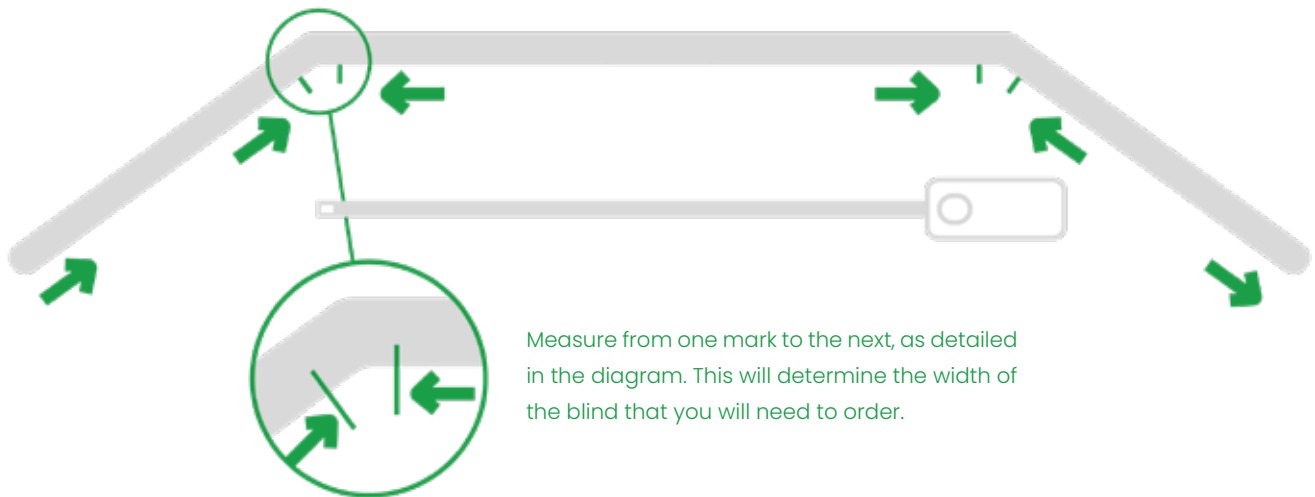 Measure from one mark to the next, as detailed
in the diagram. This will determine the width of
the blind that you will need to order.